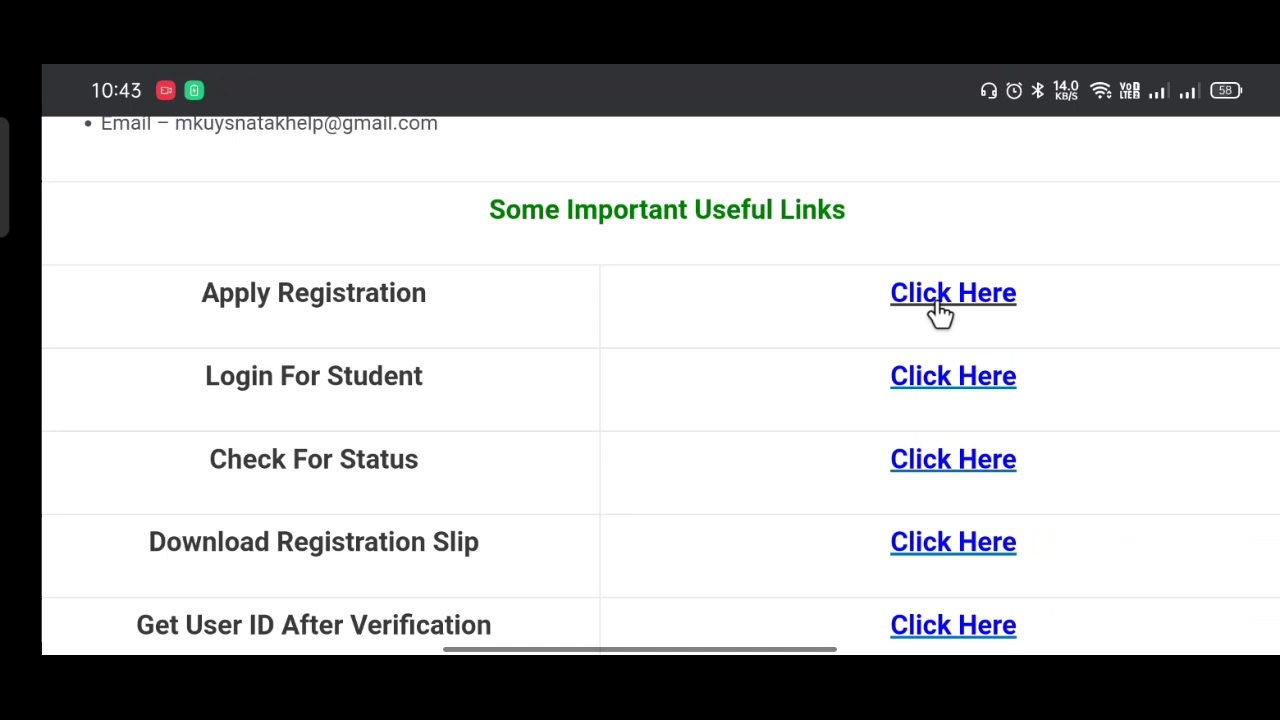 10:43
14.0
KB/S
VoD
LTE2
58
• Email – mkuysnatakhelp@gmail.com
Some Important Useful Links
Apply Registration Click Here
Login For Student Click Here
Check For Status Click Here
Download Registration Slip Click Here
Get User ID After Verification Click Here